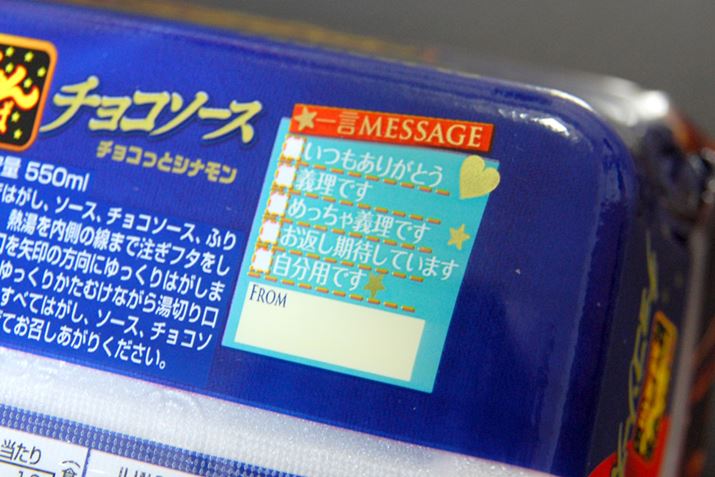 チョコソース
チョコっとシナモン
量 550ml
はがし、ソース、チョコソース、ふり
熱湯を内側の線まで注ぎフタをし
口を矢印の方向にゆっくりはがしま
ゆっくりかたむけながら湯切り口
すべてはがし、ソース、チョコソ
てお召しあがりください。
一言MESSAGE
いつもありがとう
義理です
めっちゃ義理です
お返し期待しています
自分用です
FROM
当たり